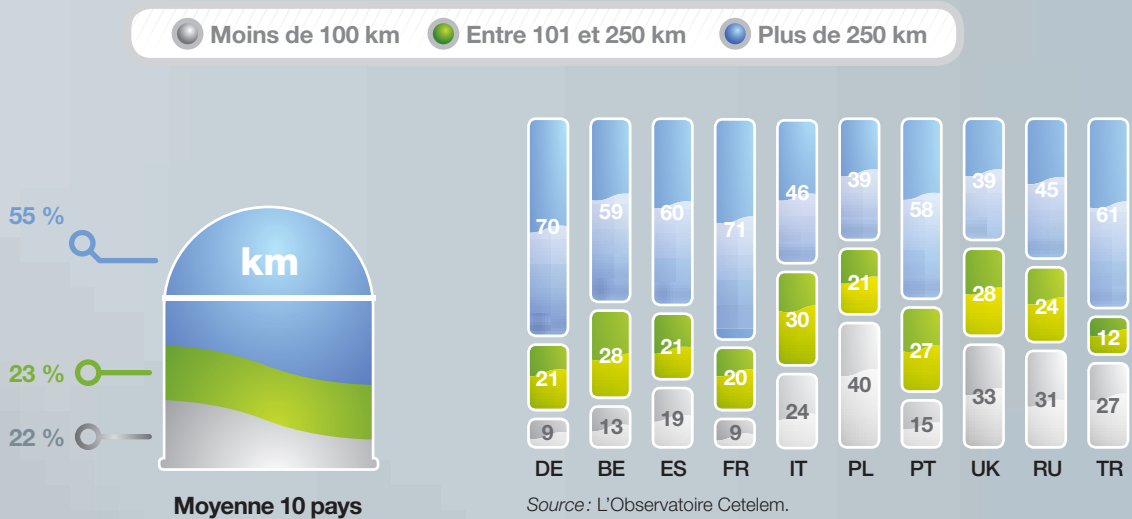 Moins de 100 km Entre 101 et 250 km Plus de 250 km
55 %
23 %
22 %
km
Moyenne 10 pays
70 59 60 71 46 39 58 39 45 61
21 28 21 20 30 21 27 28 24 12
9 13 19 9 24 40 15 33 31 27
DE BE ES FR IT PL PT UK RU TR
Source : L'Observatoire Cetelem.